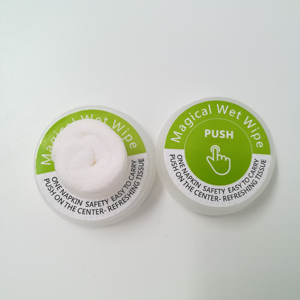 Magical Wet Wipe
ONE NAPKIN SAFETY EASY TO CARRY
PUSH ON THE CENTER- REFRESHING TISSUE
Magical Wet Wipe
PUSH
ONE NAPKIN SAFETY EASY TO CARRY
PUSH ON THE CENTER- REFRESHING TISSUE